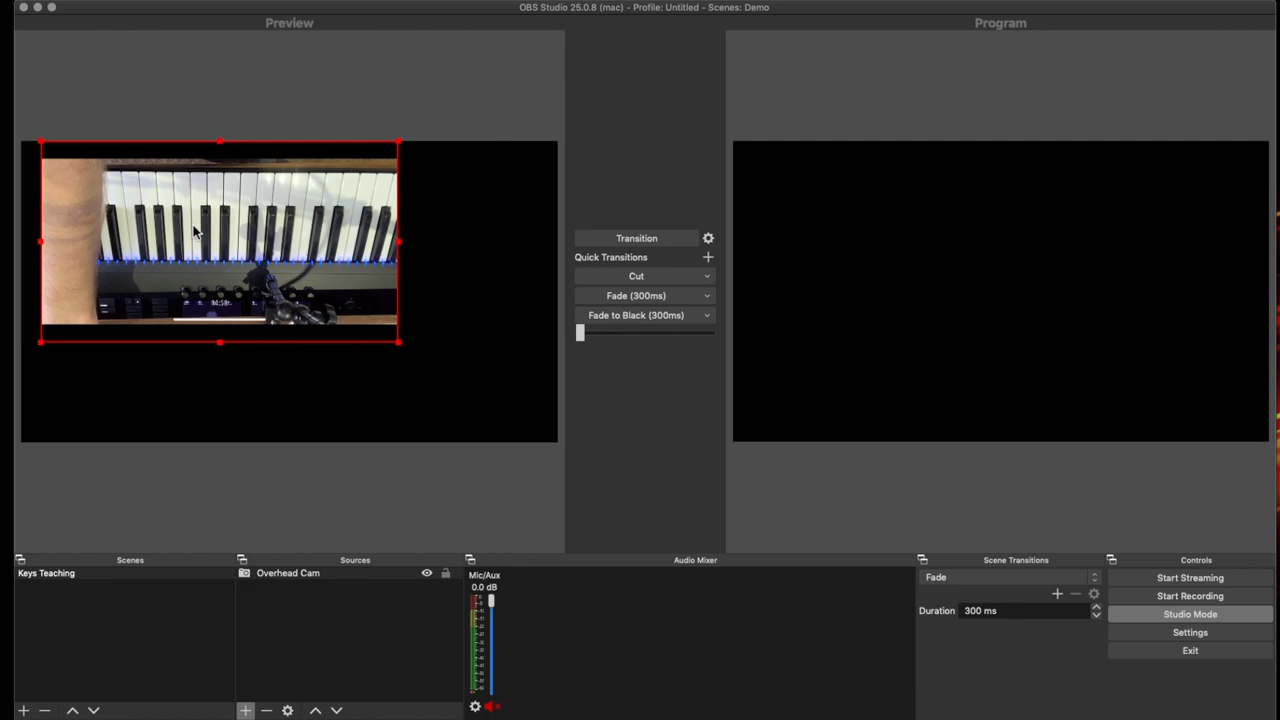 OBS Studio 25.0.8 (mac) - Profile: Untitled - Scenes: Demo
Preview
Program
Transition
Quick Transitions
Cut
Fade (300ms)
Fade to Black (300ms)
Scenes
Sources
Audio Mixer
Scene Transitions
Controls
Keys Teaching
Overhead Cam
Mic/Aux
0.0 dB
Fade
Duration
300 ms
Start Streaming
Start Recording
Studio Mode
Settings
Exit